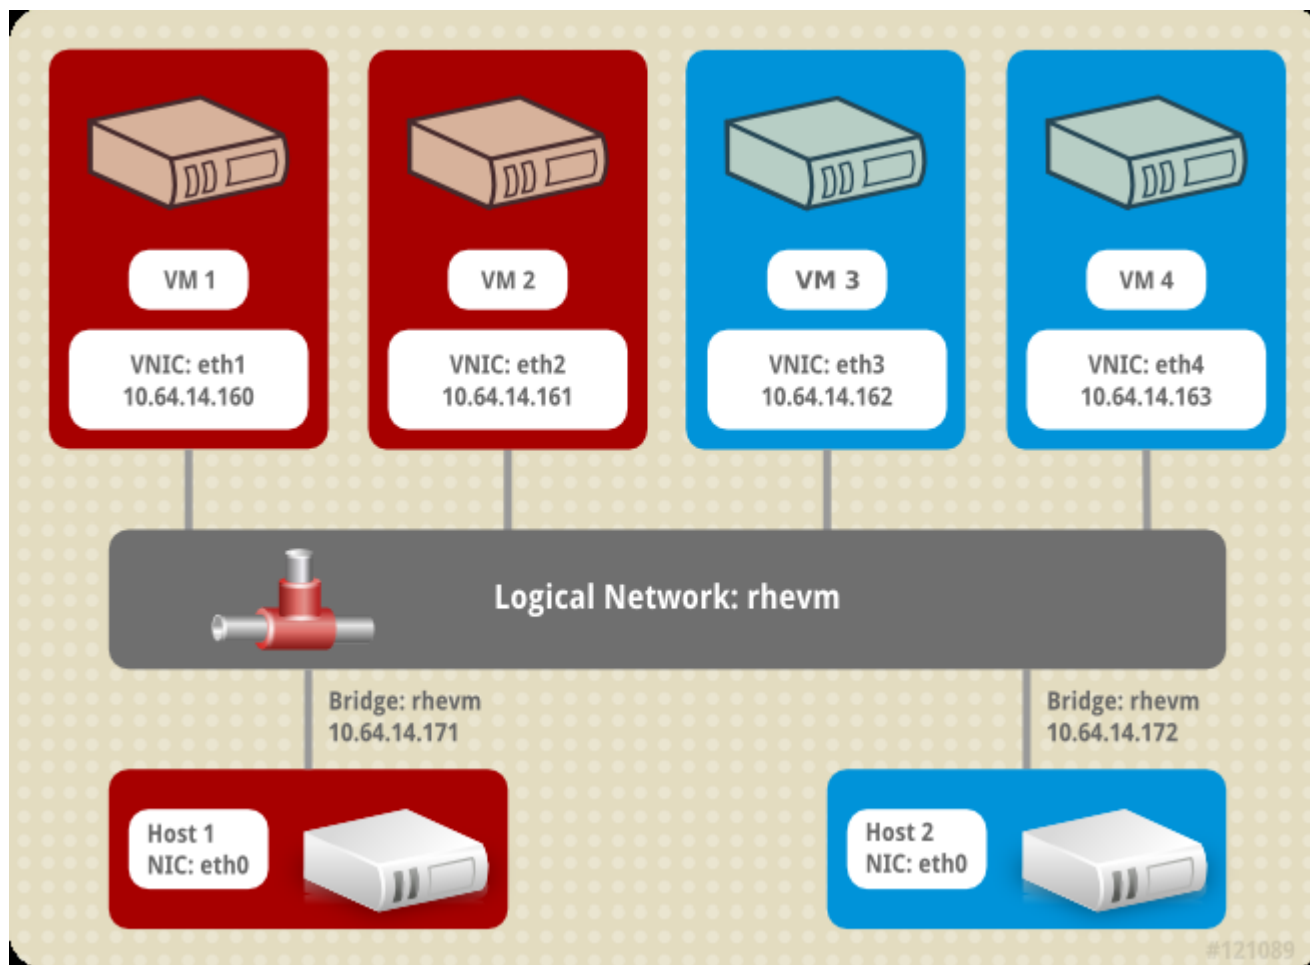 VM 1
VM 2
VM 3
VM 4
VNIC: eth1
10.64.14.160
VNIC: eth2
10.64.14.161
VNIC: eth3
10.64.14.162
VNIC: eth4
10.64.14.163
Logical Network: rhevm
Bridge: rhevm
10.64.14.171
Bridge: rhevm
10.64.14.172
Host 1
NIC: eth0
Host 2
NIC: eth0
#121089